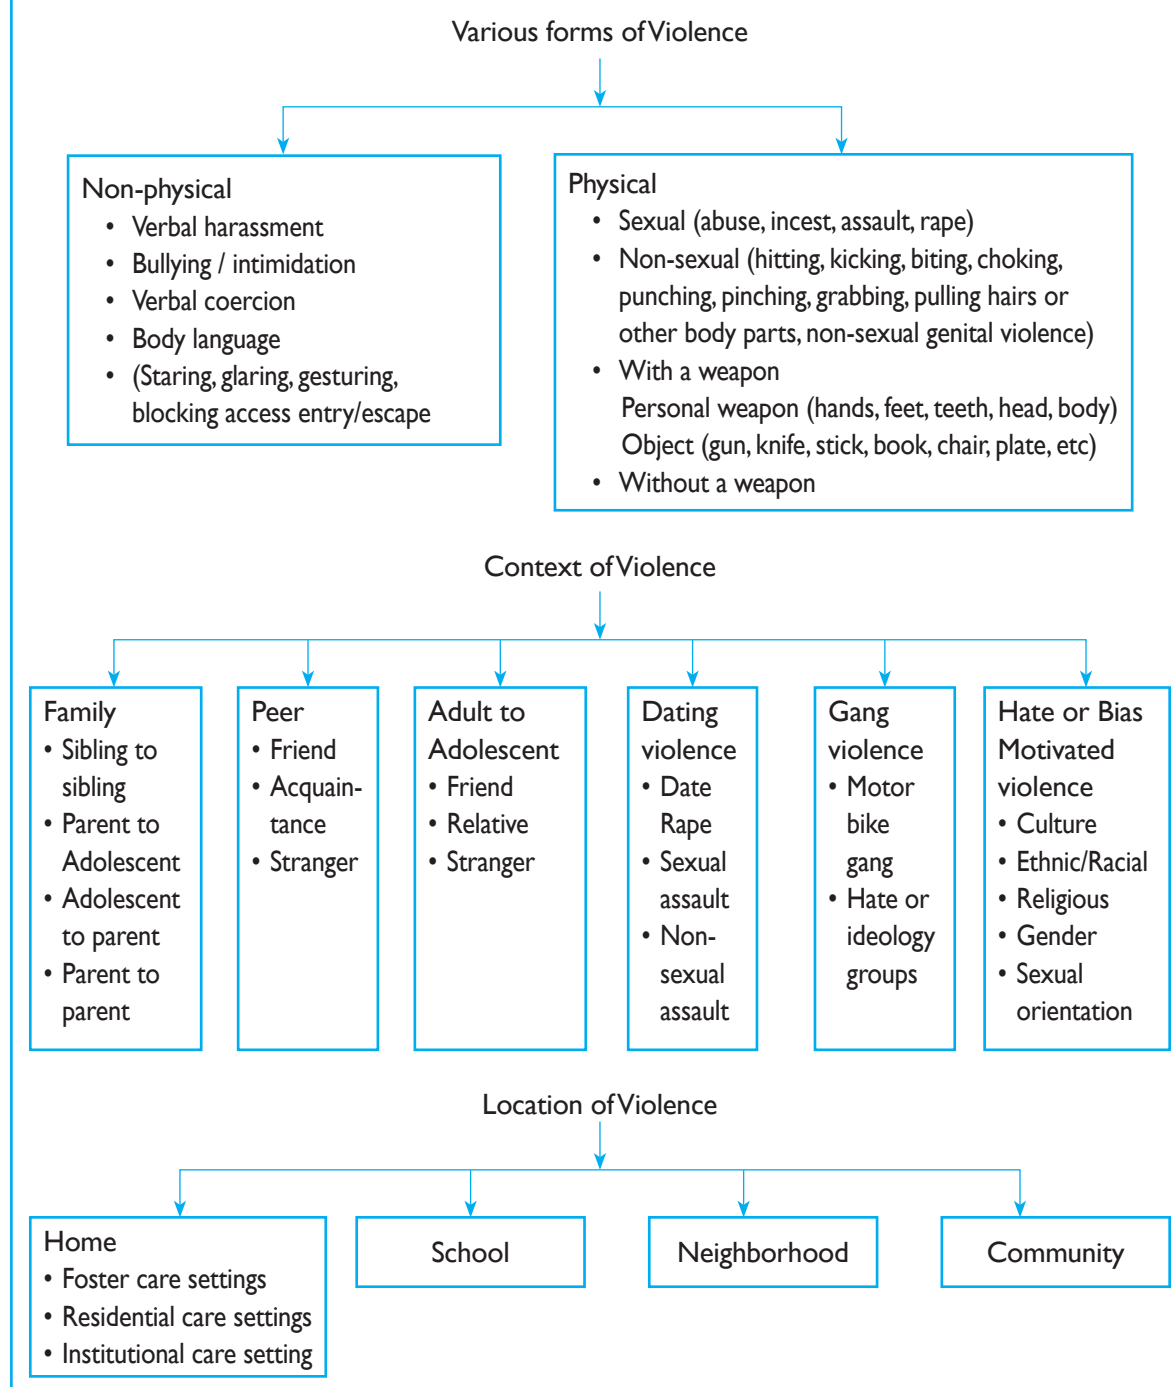 Various forms of Violence
Non-physical
• Verbal harassment
• Bullying / intimidation
• Verbal coercion
• Body language
• (Staring, glaring, gesturing,
blocking access entry/escape
Physical
• Sexual (abuse, incest, assault, rape)
• Non-sexual (hitting, kicking, biting, choking,
punching, pinching, grabbing, pulling hairs or
other body parts, non-sexual genital violence)
• With a weapon
Personal weapon (hands, feet, teeth, head, body)
Object (gun, knife, stick, book, chair, plate, etc)
• Without a weapon
Context of Violence
Family
• Sibling to
sibling
• Parent to
Adolescent
• Adolescent
to parent
• Parent to
parent
Peer
• Friend
• Acquain-
tance
• Stranger
Adult to
Adolescent
• Friend
• Relative
• Stranger
Dating
violence
• Date
Rape
• Sexual
assault
• Non-
sexual
assault
Gang
violence
• Motor
bike
gang
• Hate or
ideology
groups
Hate or Bias
Motivated
violence
• Culture
• Ethnic/Racial
• Religious
• Gender
• Sexual
orientation
Location of Violence
Home
• Foster care settings
• Residential care settings
• Institutional care setting
School
Neighborhood
Community